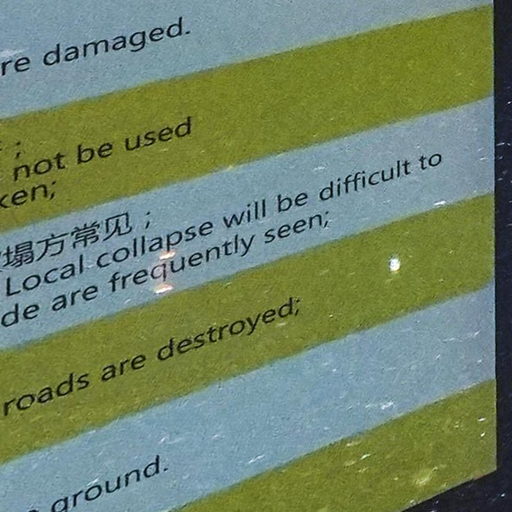 re damaged.
;
not be used
ken;
塌方常见；
Local collapse will be difficult to
de are frequently seen;
roads are destroyed;
ground.